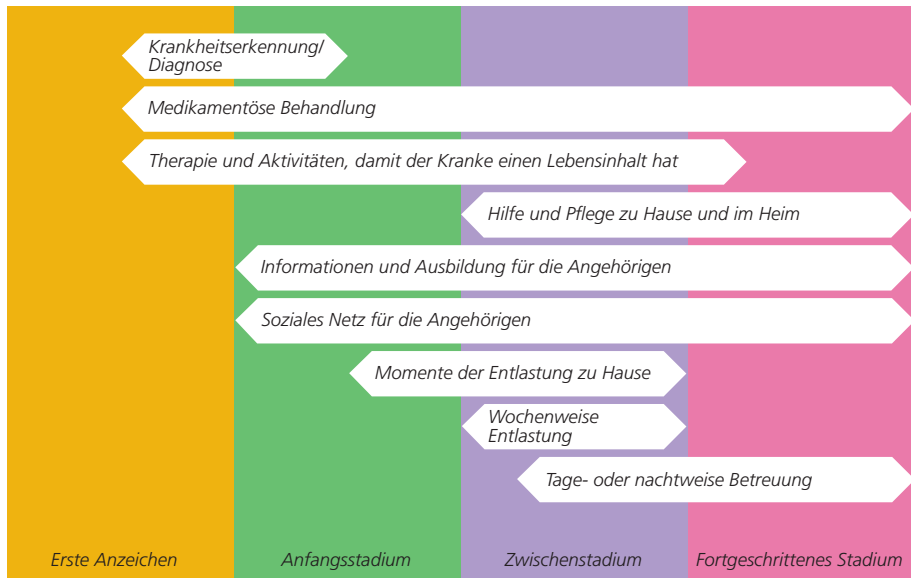 Krankheitserkennung/
Diagnose
Medikamentöse Behandlung
Therapie und Aktivitäten, damit der Kranke einen Lebensinhalt hat
Hilfe und Pflege zu Hause und im Heim
Informationen und Ausbildung für die Angehörigen
Soziales Netz für die Angehörigen
Momente der Entlastung zu Hause
Wochenweise
Entlastung
Tage- oder nachtweise Betreuung
Erste Anzeichen
Anfangsstadium
Zwischenstadium
Fortgeschrittenes Stadium